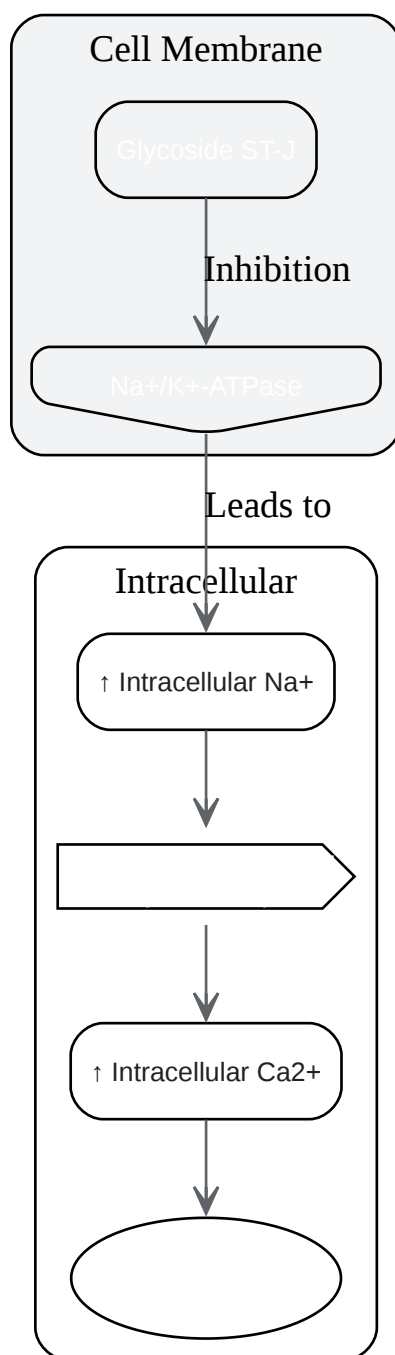 Cell Membrane
Glycoside ST-J
Inhibition
Na+/K+-ATPase
Leads to
Intracellular
↑ Intracellular Na+
↑ Intracellular Ca2+